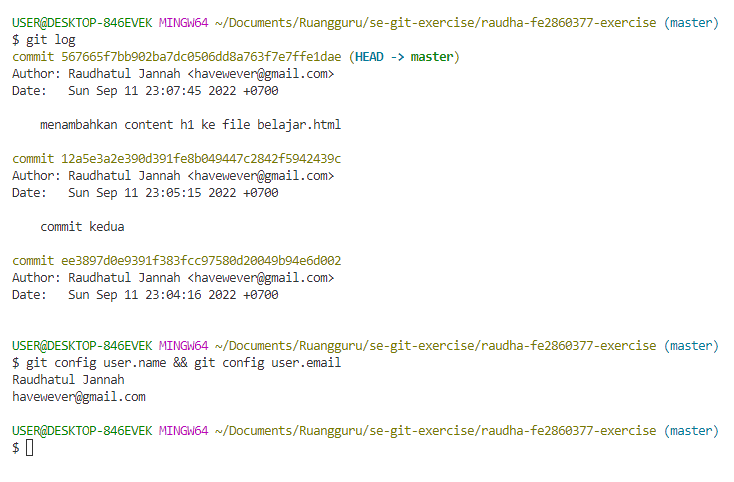 USER@DESKTOP-846EVEK MINGW64 ~/Documents/Ruangguru/se-git-exercise/raudha-fe2860377-exercise (master)
$ git log
commit 567665f7bb902ba7dc0506dd8a763f7e7ffe1dae (HEAD -> master)
Author: Raudhatul Jannah <havewever@gmail.com>
Date:   Sun Sep 11 23:07:45 2022 +0700
    menambahkan content h1 ke file belajar.html
commit 12a5e3a2e390d391fe8b049447c2842f5942439c
Author: Raudhatul Jannah <havewever@gmail.com>
Date:   Sun Sep 11 23:05:15 2022 +0700
    commit kedua
commit ee3897d0e9391f383fcc97580d20049b94e6d002
Author: Raudhatul Jannah <havewever@gmail.com>
Date:   Sun Sep 11 23:04:16 2022 +0700
USER@DESKTOP-846EVEK MINGW64 ~/Documents/Ruangguru/se-git-exercise/raudha-fe2860377-exercise (master)
$ git config user.name && git config user.email
Raudhatul Jannah
havewever@gmail.com
USER@DESKTOP-846EVEK MINGW64 ~/Documents/Ruangguru/se-git-exercise/raudha-fe2860377-exercise (master)
$